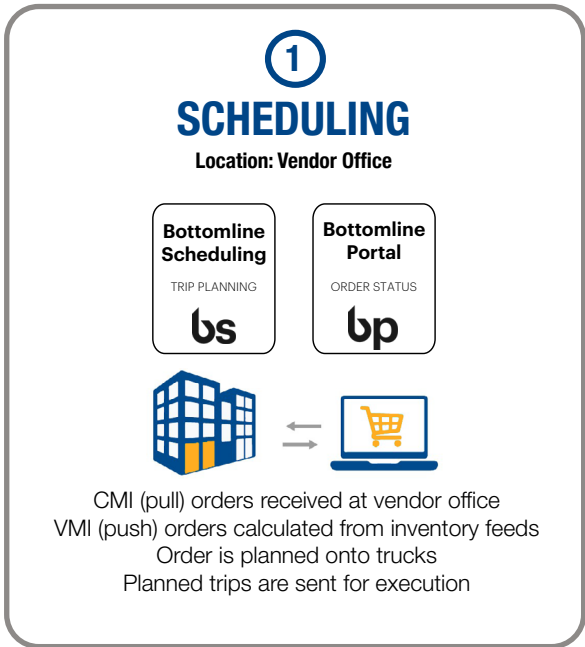 1
SCHEDULING
Location: Vendor Office
Bottomline
Scheduling
TRIP PLANNING
bs
Bottomline
Portal
ORDER STATUS
bp
CMI (pull) orders received at vendor office
VMI (push) orders calculated from inventory feeds
Order is planned onto trucks
Planned trips are sent for execution